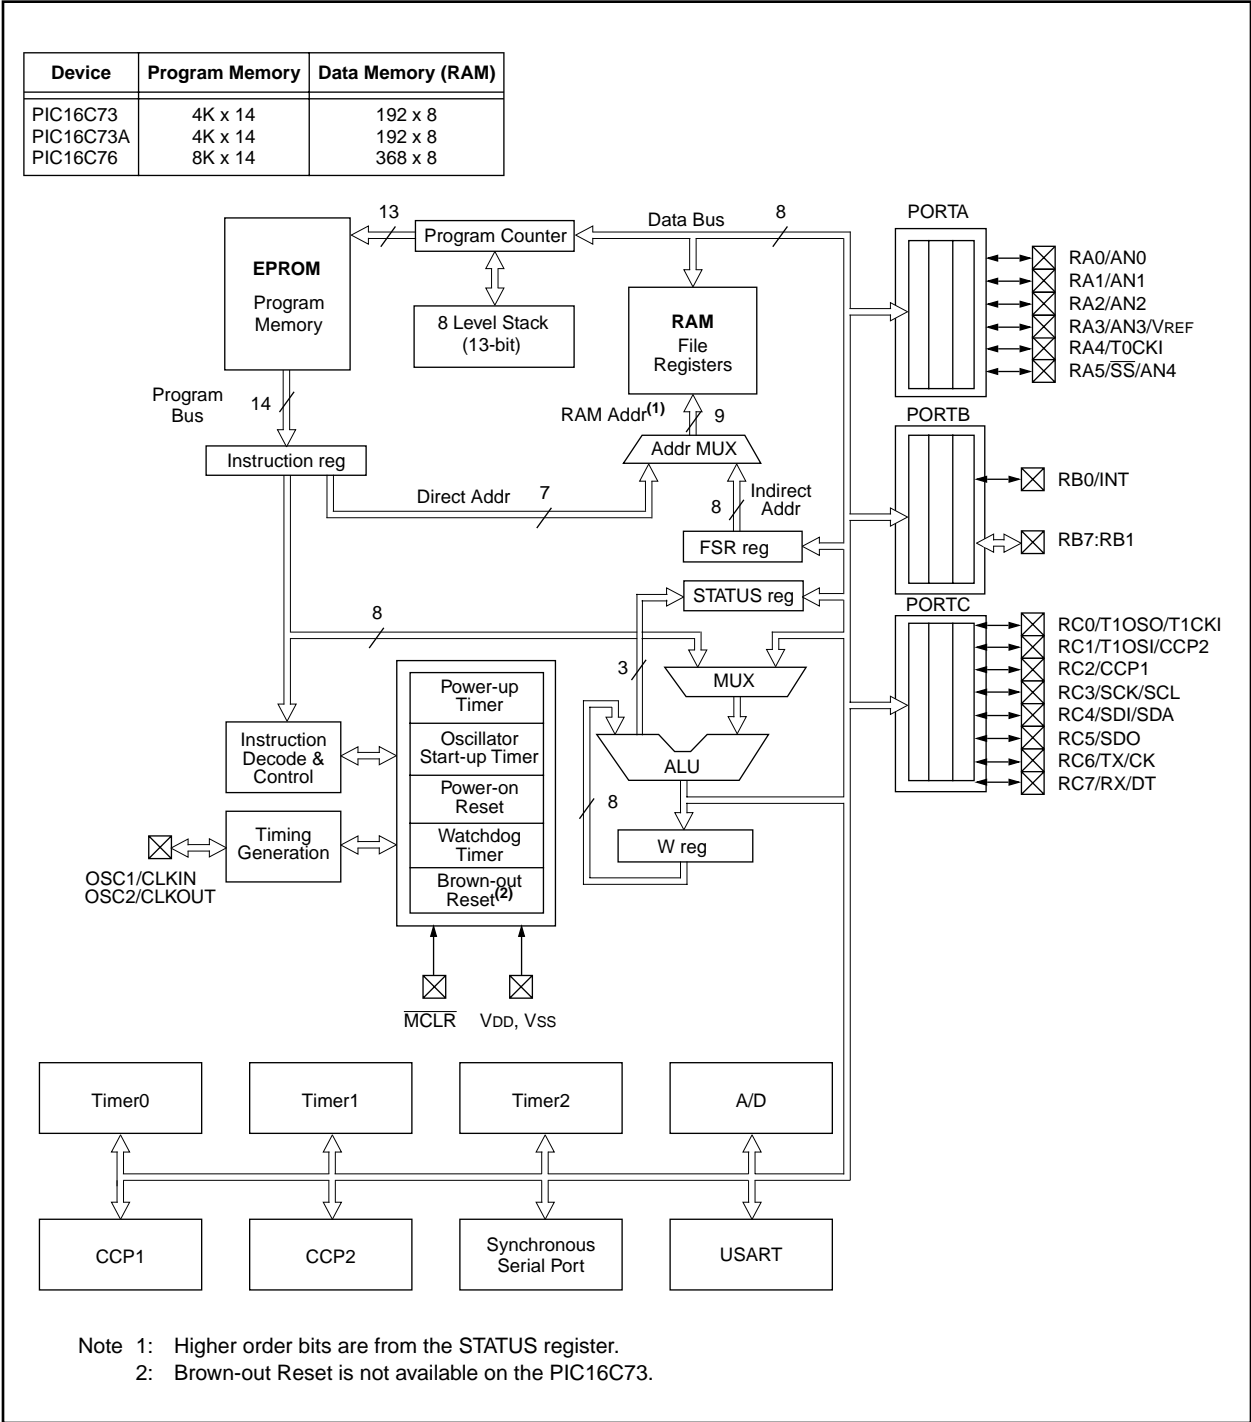 Device Program Memory Data Memory (RAM)
PIC16C73 4K x 14 192 x 8
PIC16C73A 4K x 14 192 x 8
PIC16C76 8K x 14 368 x 8
EPROM
Program
Memory
13
Program Counter
8 Level Stack
(13-bit)
Data Bus
8
RAM
File
Registers
PORTA
RA0/AN0
RA1/AN1
RA2/AN2
RA3/AN3/VREF
RA4/T0CKI
RA5/SS/AN4
Program
Bus
14
Instruction reg
RAM Addr(1)
9
Addr MUX
Direct Addr
7
8
Indirect
Addr
FSR reg
STATUS reg
PORTB
RB0/INT
RB7:RB1
PORTC
RC0/T1OSO/T1CKI
RC1/T1OSI/CCP2
RC2/CCP1
RC3/SCK/SCL
RC4/SDI/SDA
RC5/SDO
RC6/TX/CK
RC7/RX/DT
8
3
MUX
ALU
8
W reg
Power-up
Timer
Oscillator
Start-up Timer
Power-on
Reset
Watchdog
Timer
Brown-out
Reset(2)
Instruction
Decode &
Control
Timing
Generation
OSC1/CLKIN
OSC2/CLKOUT
MCLR
VDD, VSS
Timer0
Timer1
Timer2
A/D
CCP1
CCP2
Synchronous
Serial Port
USART
Note 1: Higher order bits are from the STATUS register.
2: Brown-out Reset is not available on the PIC16C73.